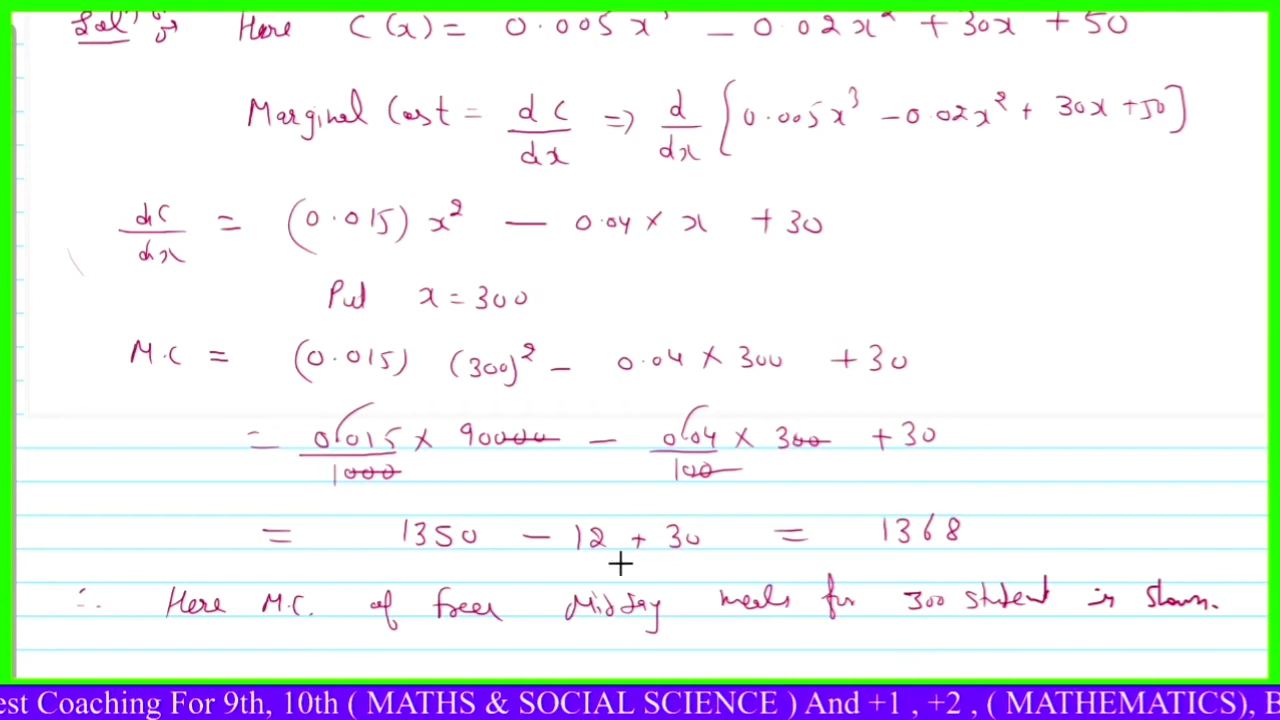 Sol: Here C(x) = 0.005x³ - 0.02x² + 30x + 50
Marginal Cost = dC/dx ⇒ d/dx [0.005x³ - 0.02x² + 30x + 50]
dC/dx = (0.015) x² - 0.04 × x + 30
Put x = 300
M.C = (0.015) (300)² - 0.04 × 300 + 30
= 0.015/1000 × 90000 - 0.04/100 × 300 + 30
= 1350 - 12 + 30 = 1368
∴ Here M.C. of free Midday meals for 300 student is shown.
est Coaching For 9th, 10th ( MATHS & SOCIAL SCIENCE ) And +1 , +2 , ( MATHEMATICS), B